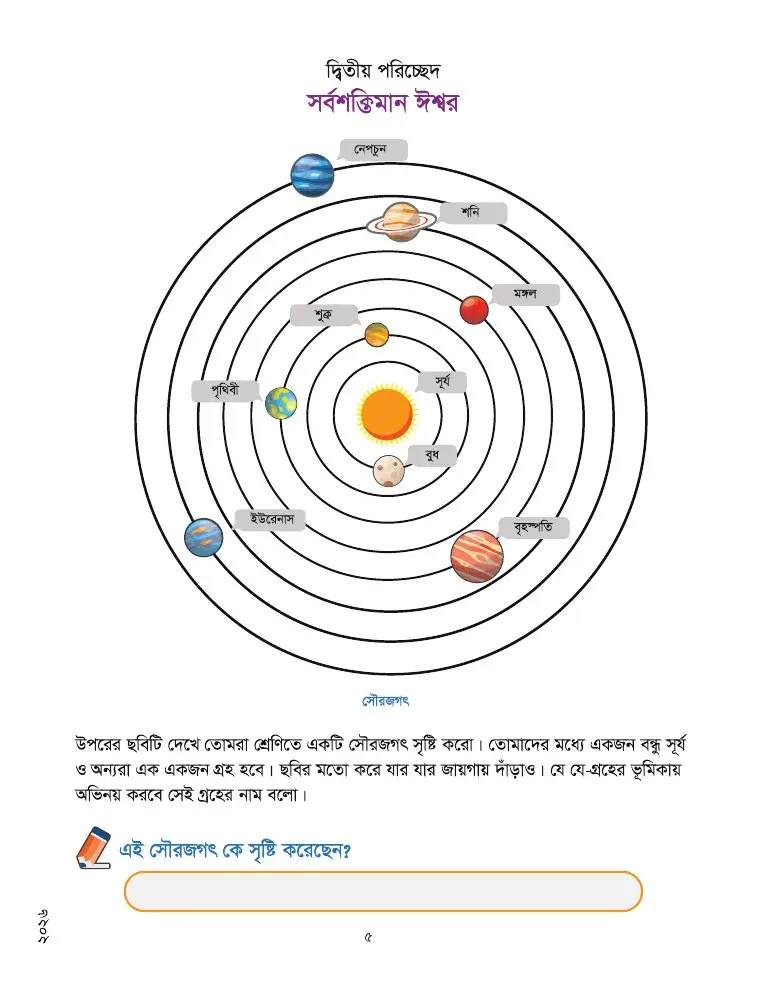 দ্বিতীয় পরিচ্ছেদ
সর্বশক্তিমান ঈশ্বর
নেপচুন
শনি
মঙ্গল
শুক্র
সূর্য
পৃথিবী
বুধ
ইউরেনাস
বৃহস্পতি
সৌরজগৎ
উপরের ছবিটি দেখে তোমরা শ্রেণিতে একটি সৌরজগৎ সৃষ্টি করো। তোমাদের মধ্যে একজন বন্ধু সূর্য
ও অন্যরা এক একজন গ্রহ হবে। ছবির মতো করে যার যার জায়গায় দাঁড়াও। যে যে-গ্রহের ভূমিকায়
অভিনয় করবে সেই গ্রহের নাম বলো।
এই সৌরজগৎ কে সৃষ্টি করেছেন?
২০২৬
৫